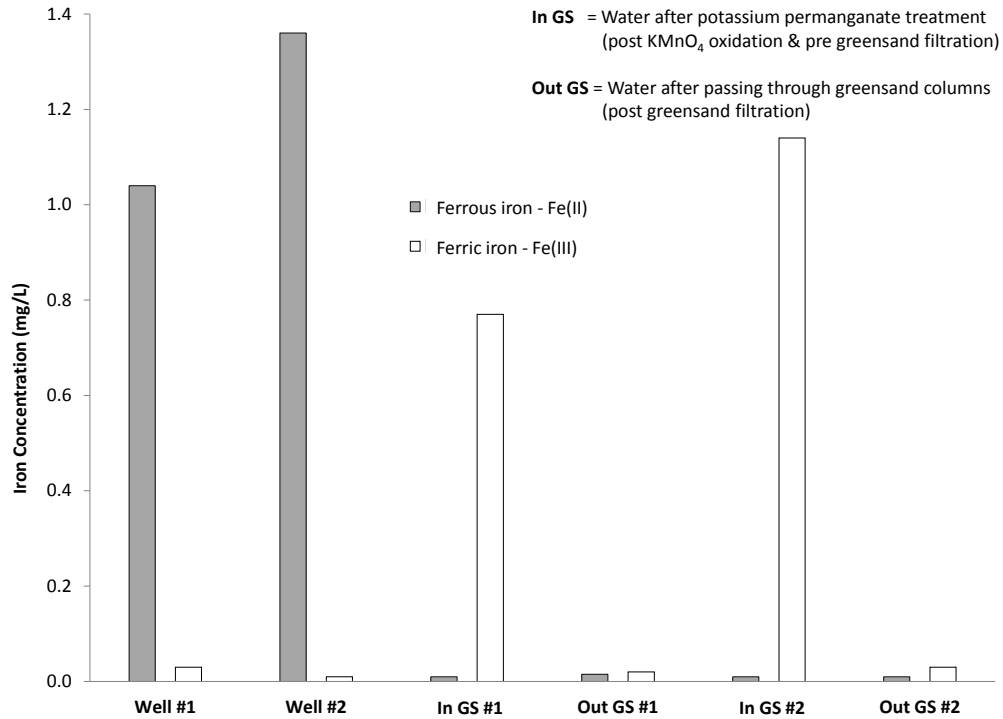 In GS = Water after potassium permanganate treatment
(post KMnO₄ oxidation & pre greensand filtration)
Out GS = Water after passing through greensand columns
(post greensand filtration)
Ferrous iron - Fe(II)
Ferric iron - Fe(III)
Iron Concentration (mg/L)
1.4
1.2
1.0
0.8
0.6
0.4
0.2
0.0
Well #1 Well #2 In GS #1 Out GS #1 In GS #2 Out GS #2